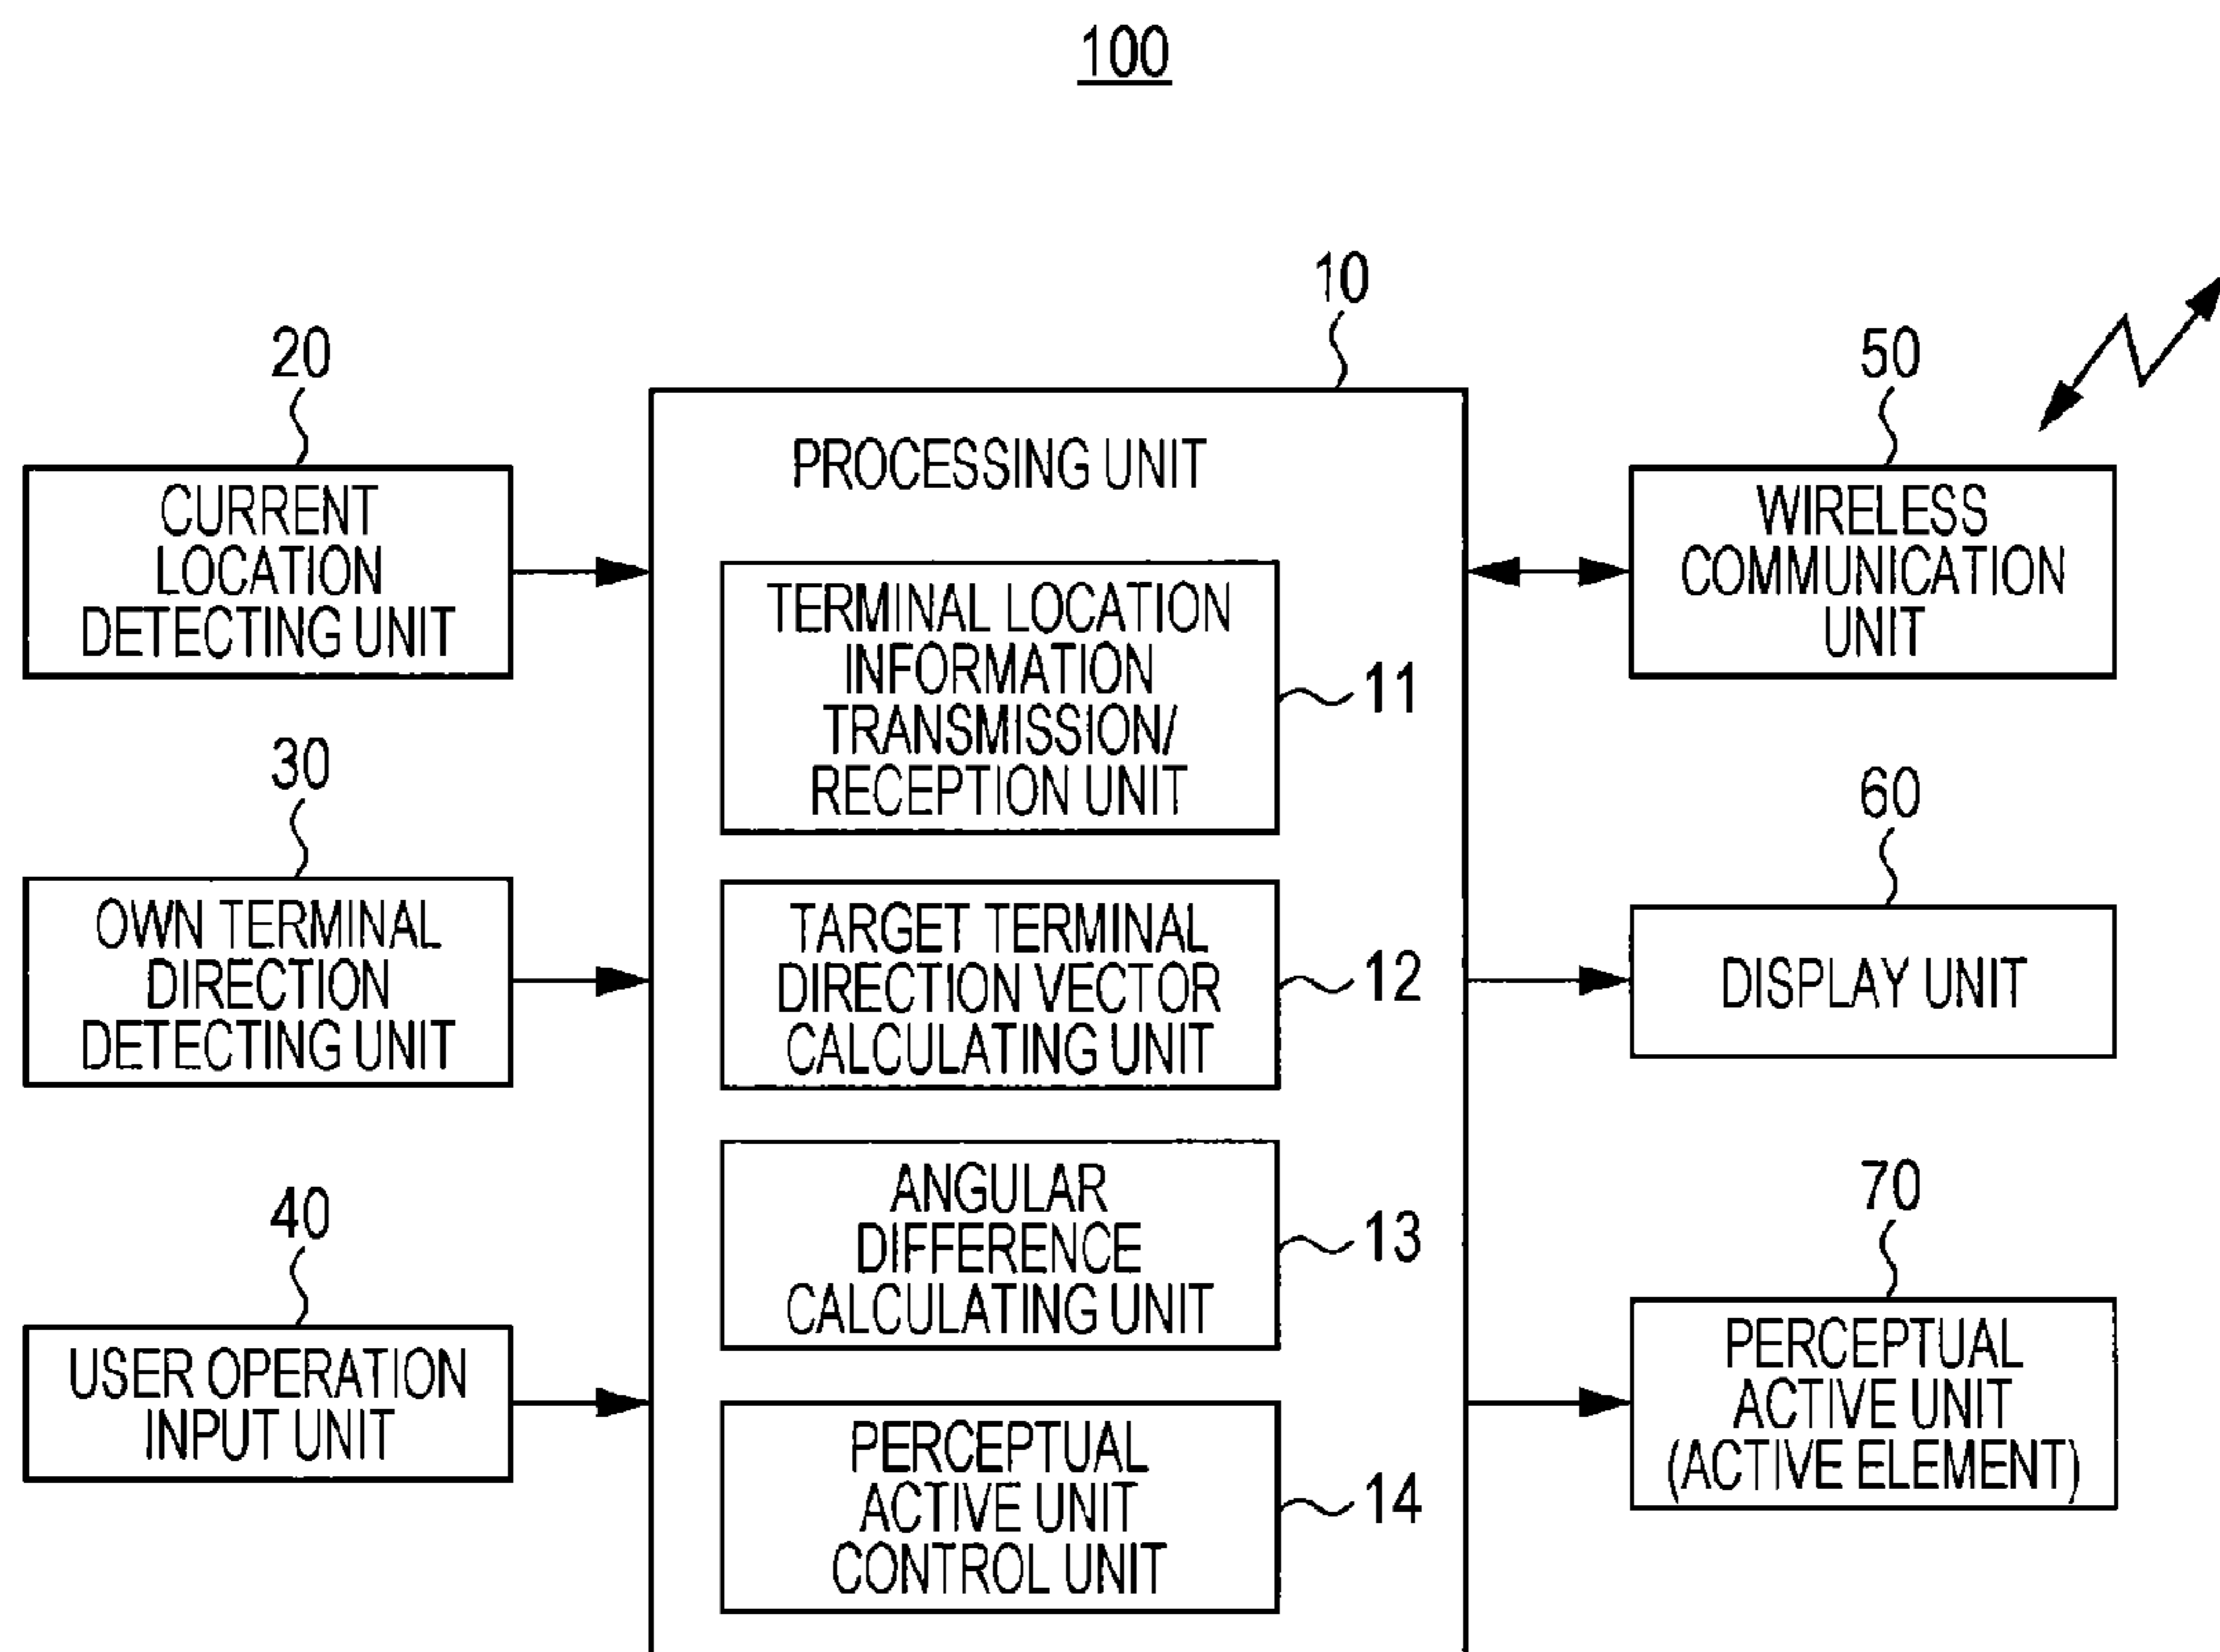 100
10
20
50
PROCESSING UNIT
CURRENT
LOCATION
DETECTING UNIT
WIRELESS
COMMUNICATION
UNIT
TERMINAL LOCATION
INFORMATION
TRANSMISSION/
RECEPTION UNIT
11
30
60
OWN TERMINAL
DIRECTION
DETECTING UNIT
TARGET TERMINAL
DIRECTION VECTOR
CALCULATING UNIT
12
DISPLAY UNIT
40
70
ANGULAR
DIFFERENCE
CALCULATING UNIT
13
USER OPERATION
INPUT UNIT
PERCEPTUAL
ACTIVE UNIT
(ACTIVE ELEMENT)
PERCEPTUAL
ACTIVE UNIT
CONTROL UNIT
14